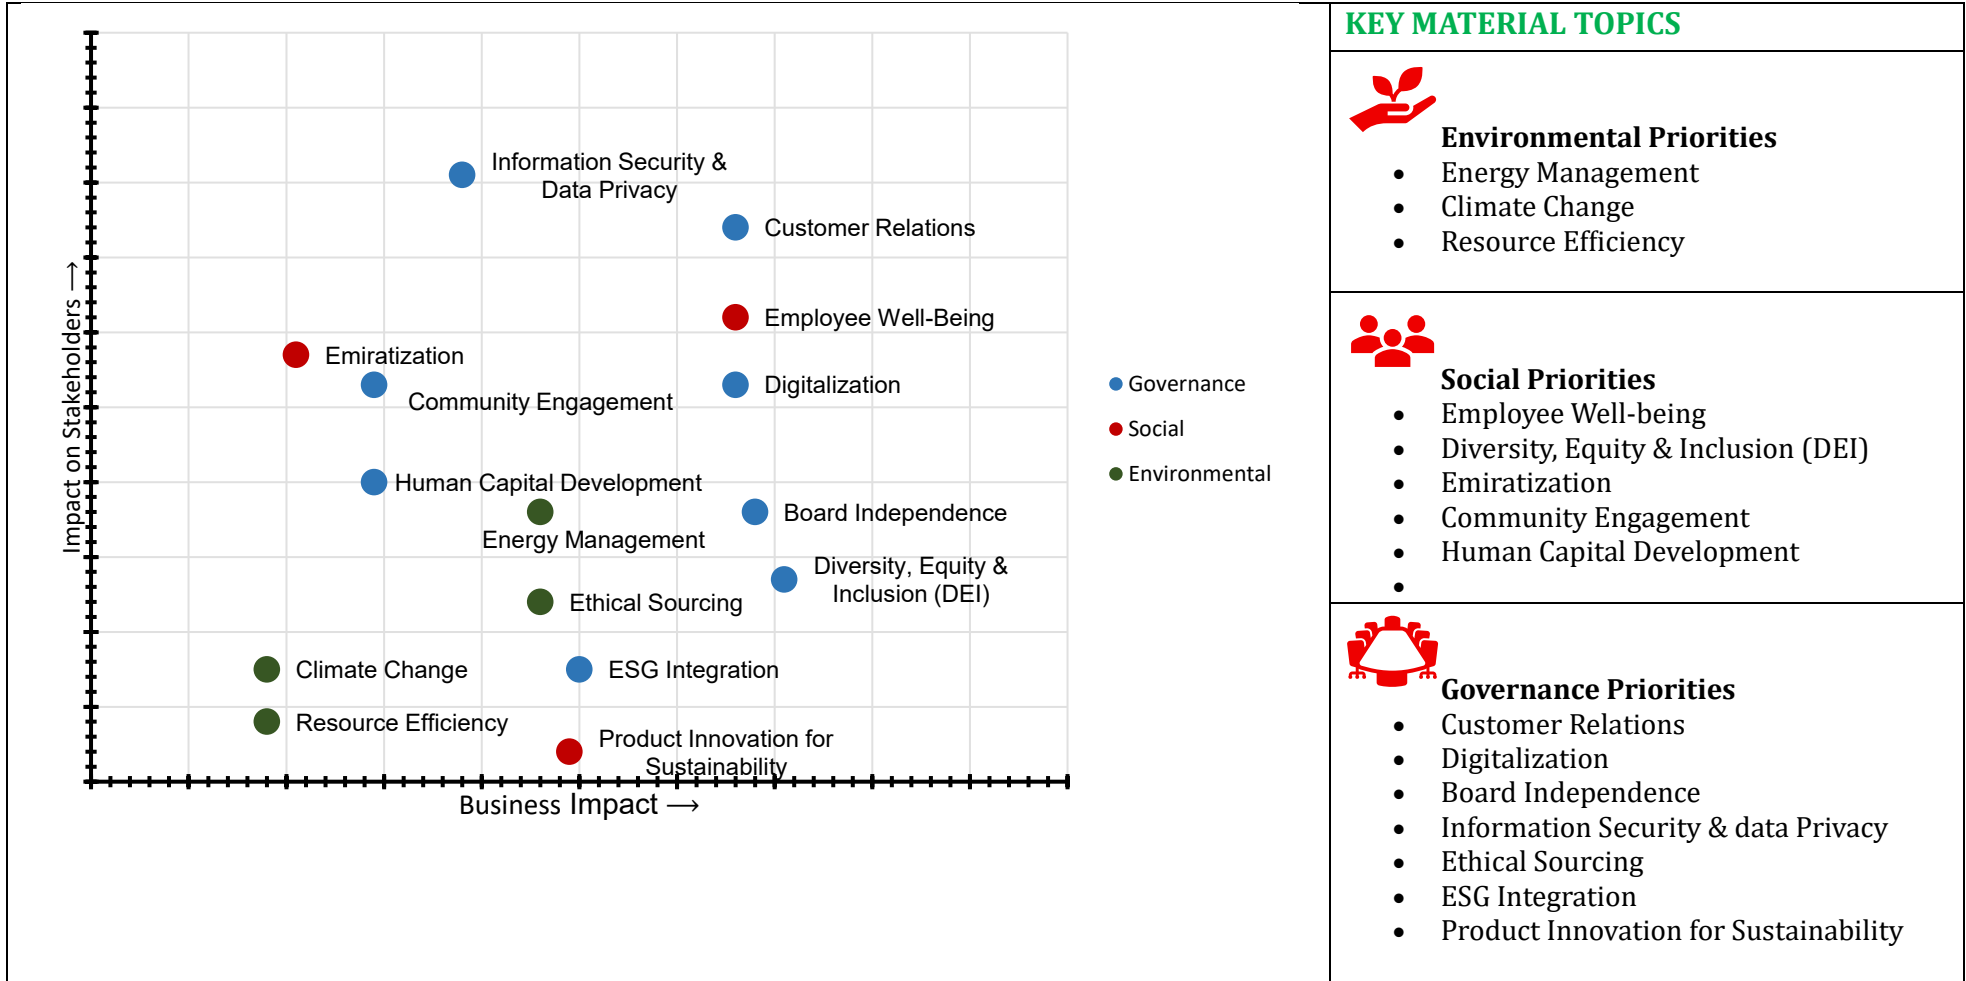 Information Security &
Data Privacy
Customer Relations
Employee Well-Being
Emiratization
Community Engagement
Digitalization
Human Capital Development
Energy Management
Board Independence
Diversity, Equity &
Inclusion (DEI)
Ethical Sourcing
Climate Change
ESG Integration
Resource Efficiency
Product Innovation for
Sustainability
Impact on Stakeholders →
Business Impact →
Governance
Social
Environmental
KEY MATERIAL TOPICS
Environmental Priorities
• Energy Management
• Climate Change
• Resource Efficiency
Social Priorities
• Employee Well-being
• Diversity, Equity & Inclusion (DEI)
• Emiratization
• Community Engagement
• Human Capital Development
•
Governance Priorities
• Customer Relations
• Digitalization
• Board Independence
• Information Security & data Privacy
• Ethical Sourcing
• ESG Integration
• Product Innovation for Sustainability